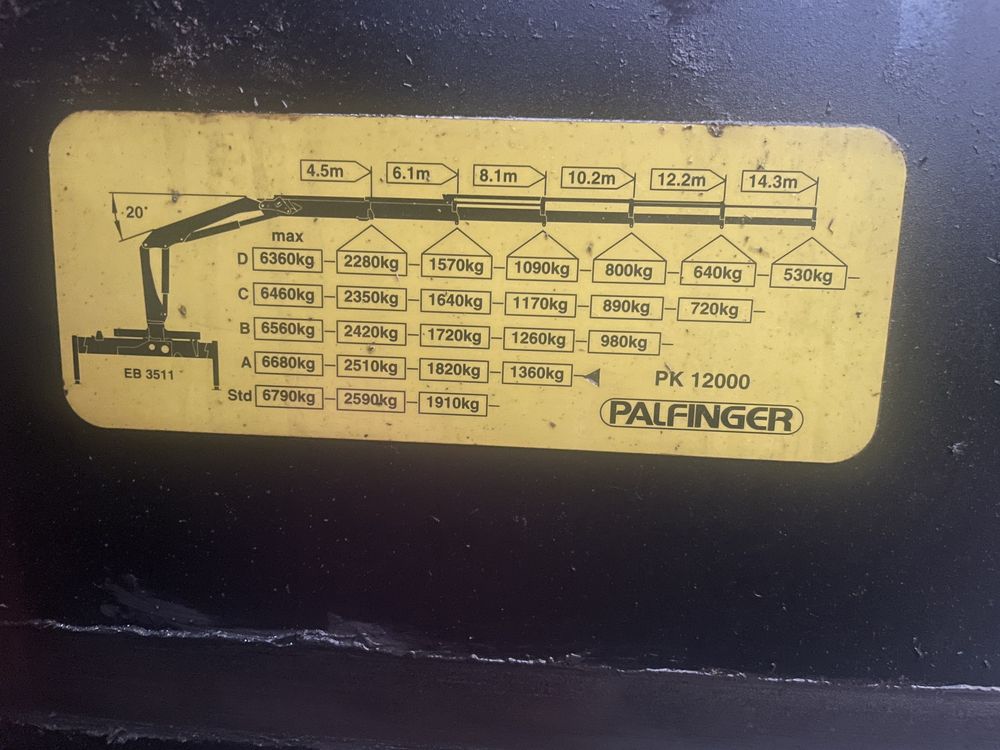 4.5m 6.1m 8.1m 10.2m 12.2m 14.3m
20°
max
D 6360kg 2280kg 1570kg 1090kg 800kg 640kg 530kg
C 6460kg 2350kg 1640kg 1170kg 890kg 720kg
B 6560kg 2420kg 1720kg 1260kg 980kg
A 6680kg 2510kg 1820kg 1360kg
EB 3511
PK 12000
Std 6790kg 2590kg 1910kg
PALFINGER